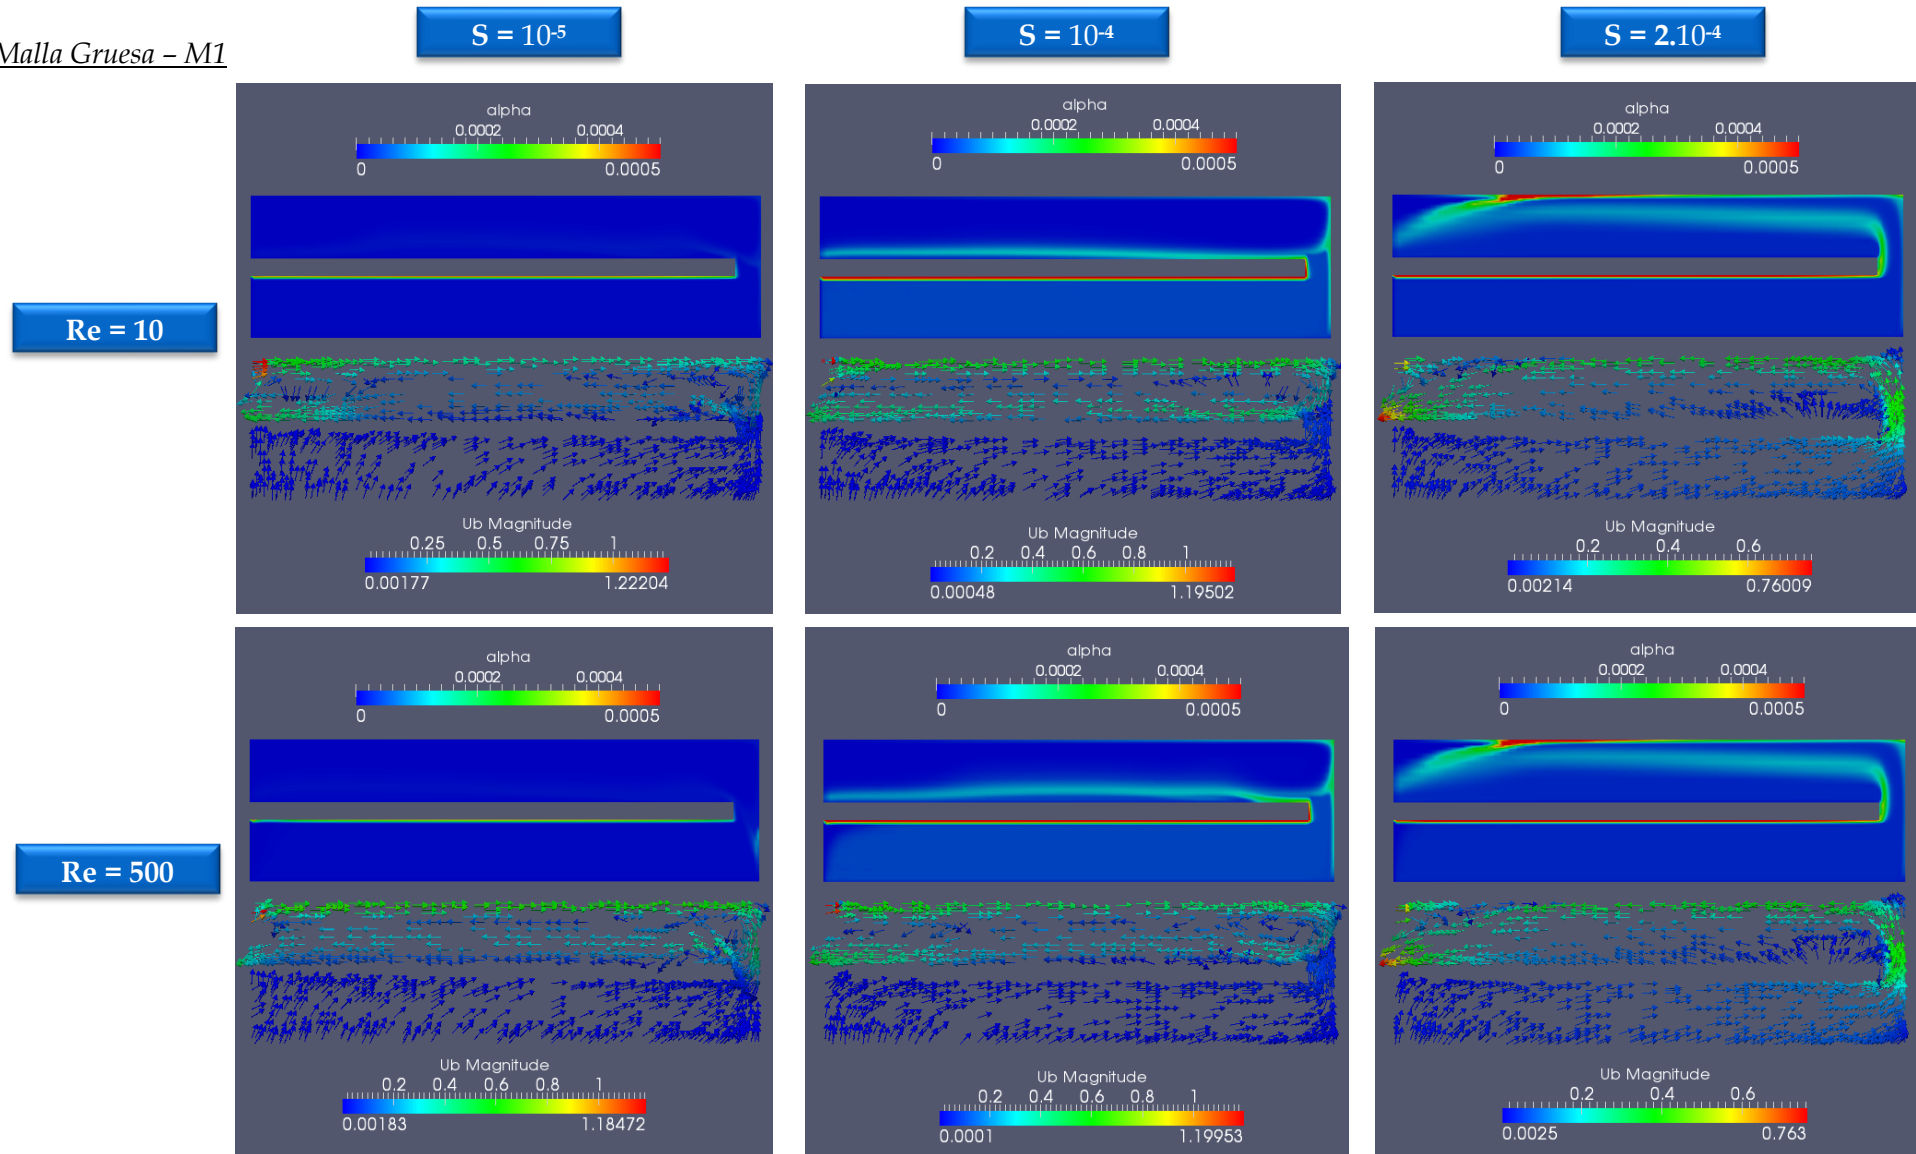 Malla Gruesa – M1
S = 10-5
S = 10-4
S = 2.10-4
Re = 10
alpha
0.0002 0.0004
0 0.0005
Ub Magnitude
0.25 0.5 0.75 1
0.00177 1.22204
alpha
0.0002 0.0004
0 0.0005
Ub Magnitude
0.2 0.4 0.6 0.8 1
0.00048 1.19502
alpha
0.0002 0.0004
0 0.0005
Ub Magnitude
0.2 0.4 0.6
0.00214 0.76009
Re = 500
alpha
0.0002 0.0004
0 0.0005
Ub Magnitude
0.2 0.4 0.6 0.8 1
0.00183 1.18472
alpha
0.0002 0.0004
0 0.0005
Ub Magnitude
0.2 0.4 0.6 0.8 1
0.0001 1.19953
alpha
0.0002 0.0004
0 0.0005
Ub Magnitude
0.2 0.4 0.6
0.0025 0.763